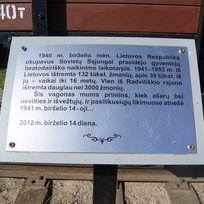 1940 m. birželio mėn. Lietuvos Respubliką
okupavus Sovietų Sąjungai prasidėjo gyventojų
beatodairiško naikinimo laikotarpis. 1941–1953 m. iš
Lietuvos ištremta 132 tūkst. žmonių, apie 39 tūkst. iš
jų – vaikai iki 16 metų. Vien iš Radviliškio rajono
ištremta daugiau nei 3000 žmonių.
Šis vagonas mums primins, kiek ašarų bei
nevilties ir išvežtųjų, ir pasilikusiųjų likimuose atnešė
1941 m. birželio 14-oji...
2012 m. birželio 14 diena.